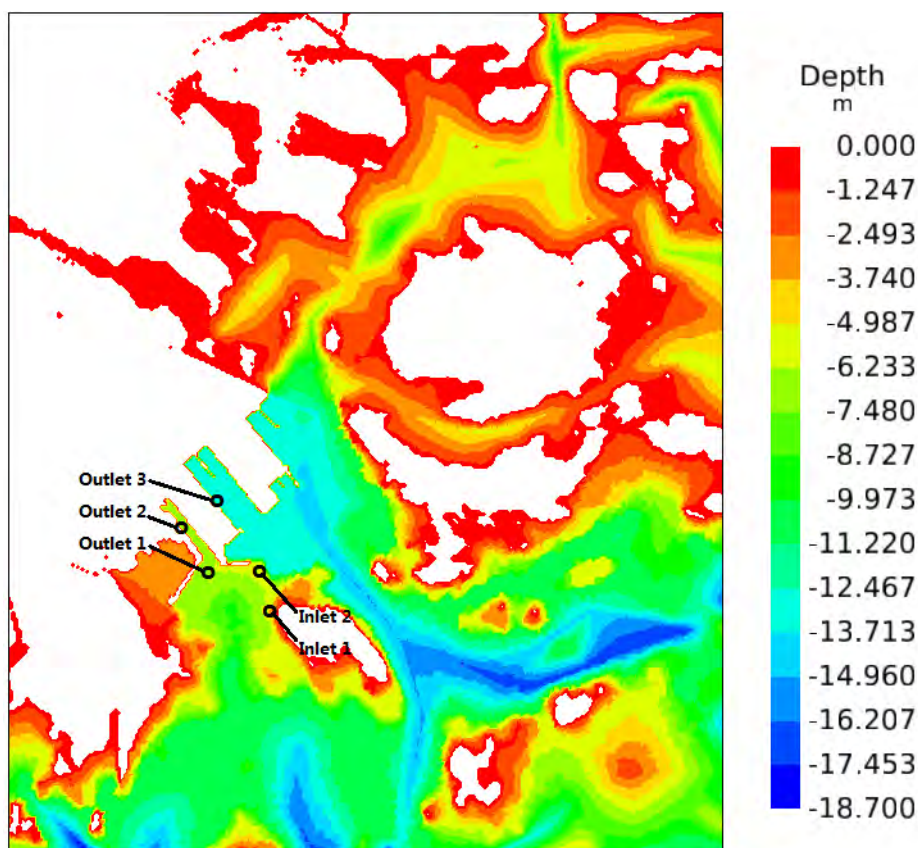 Depth
m
0.000
-1.247
-2.493
-3.740
-4.987
-6.233
-7.480
-8.727
-9.973
-11.220
-12.467
-13.713
-14.960
-16.207
-17.453
-18.700
Outlet 3
Outlet 2
Outlet 1
Inlet 2
Inlet 1